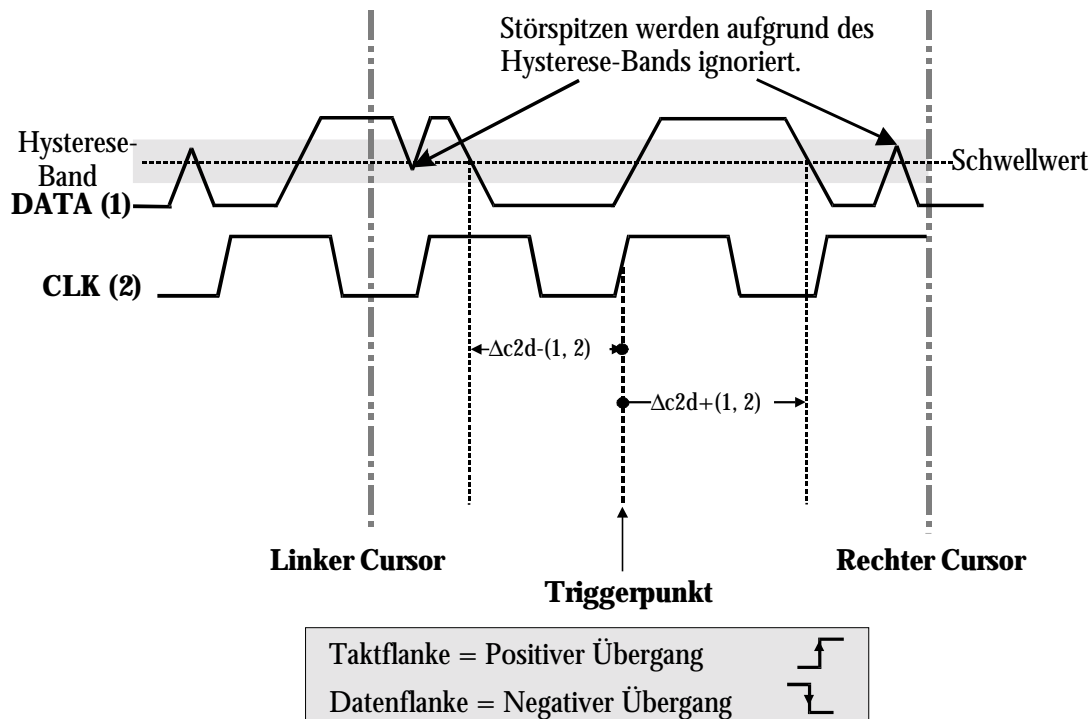 Störspitzen werden aufgrund des
Hysterese-Bands ignoriert.
Hysterese-
Band
Schwellwert
DATA (1)
CLK (2)
Δc2d-(1, 2)
Δc2d+(1, 2)
Linker Cursor
Rechter Cursor
Triggerpunkt
Taktflanke = Positiver Übergang
Datenflanke = Negativer Übergang